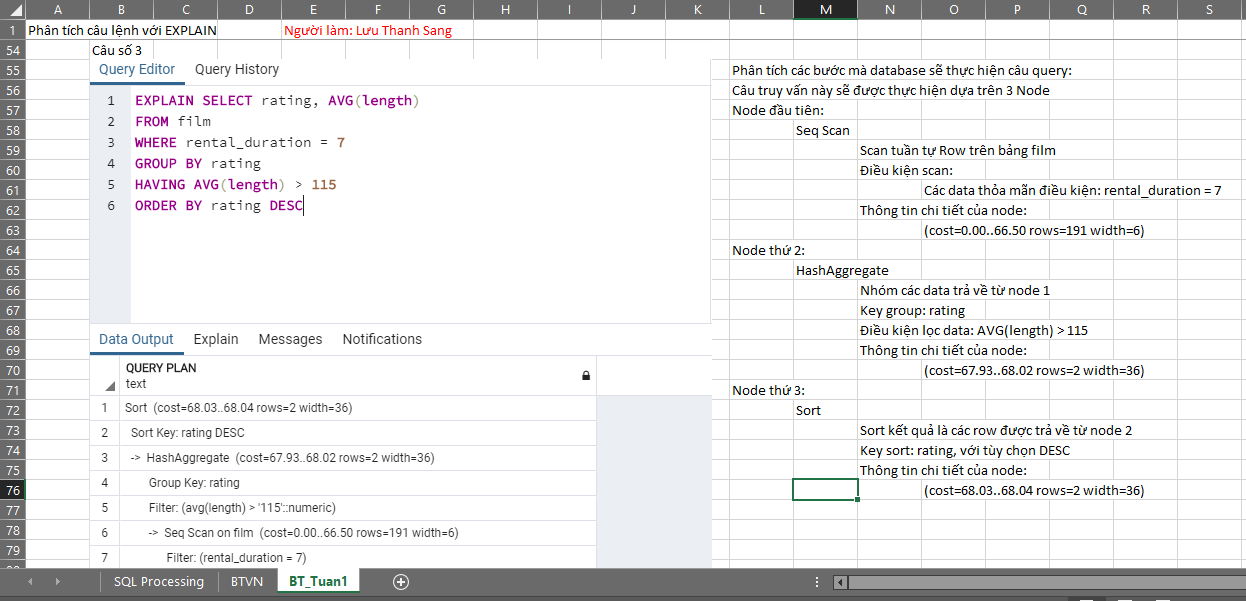 A B C D E F G H I J K L M N O P Q R S
1 Phân tích câu lệnh với EXPLAIN Người làm: Lưu Thanh Sang
54 Câu số 3
55 Query Editor Query History
1 EXPLAIN SELECT rating, AVG(length)
2 FROM film
3 WHERE rental_duration = 7
4 GROUP BY rating
5 HAVING AVG(length) > 115
6 ORDER BY rating DESC
Data Output Explain Messages Notifications
QUERY PLAN
text
1 Sort (cost=68.03..68.04 rows=2 width=36)
2 Sort Key: rating DESC
3 -> HashAggregate (cost=67.93..68.02 rows=2 width=36)
4 Group Key: rating
5 Filter: (avg(length) > '115'::numeric)
6 -> Seq Scan on film (cost=0.00..66.50 rows=191 width=6)
7 Filter: (rental_duration = 7)
Phân tích các bước mà database sẽ thực hiện câu query:
56 Câu truy vấn này sẽ được thực hiện dựa trên 3 Node
57 Node đầu tiên:
58 Seq Scan
59 Scan tuần tự Row trên bảng film
60 Điều kiện scan:
61 Các data thỏa mãn điều kiện: rental_duration = 7
62 Thông tin chi tiết của node:
63 (cost=0.00..66.50 rows=191 width=6)
64 Node thứ 2:
65 HashAggregate
66 Nhóm các data trả về từ node 1
67 Key group: rating
68 Điều kiện lọc data: AVG(length) > 115
69 Thông tin chi tiết của node:
70 (cost=67.93..68.02 rows=2 width=36)
71 Node thứ 3:
72 Sort
73 Sort kết quả là các row được trả về từ node 2
74 Key sort: rating, với tùy chọn DESC
75 Thông tin chi tiết của node:
76 (cost=68.03..68.04 rows=2 width=36)
77
78
79
SQL Processing BTVN BT_Tuan1